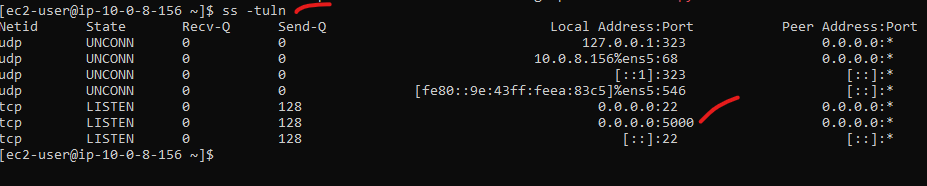 [ec2-user@ip-10-0-8-156 ~]$ ss -tuln
Netid State Recv-Q Send-Q Local Address:Port Peer Address:Port
udp UNCONN 0 0 127.0.0.1:323 0.0.0.0:*
udp UNCONN 0 0 10.0.8.156%ens5:68 0.0.0.0:*
udp UNCONN 0 0 [::1]:323 [::]:*
udp UNCONN 0 0 [fe80::9e:43ff:feea:83c5]%ens5:546 [::]:*
tcp LISTEN 0 128 0.0.0.0:22 0.0.0.0:*
tcp LISTEN 0 128 0.0.0.0:5000 0.0.0.0:*
tcp LISTEN 0 128 [::]:22 [::]:*
[ec2-user@ip-10-0-8-156 ~]$